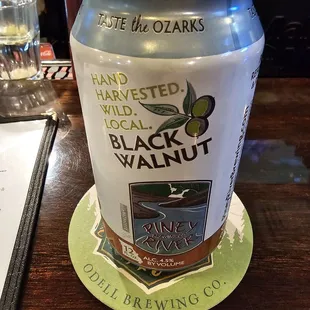 TASTE the OZARKS
HAND
HARVESTED.
WILD.
LOCAL.
BLACK
WALNUT
PINEY
RIVER
12
ALC. 4.5%
BY VOLUME
ODELL BREWING CO.